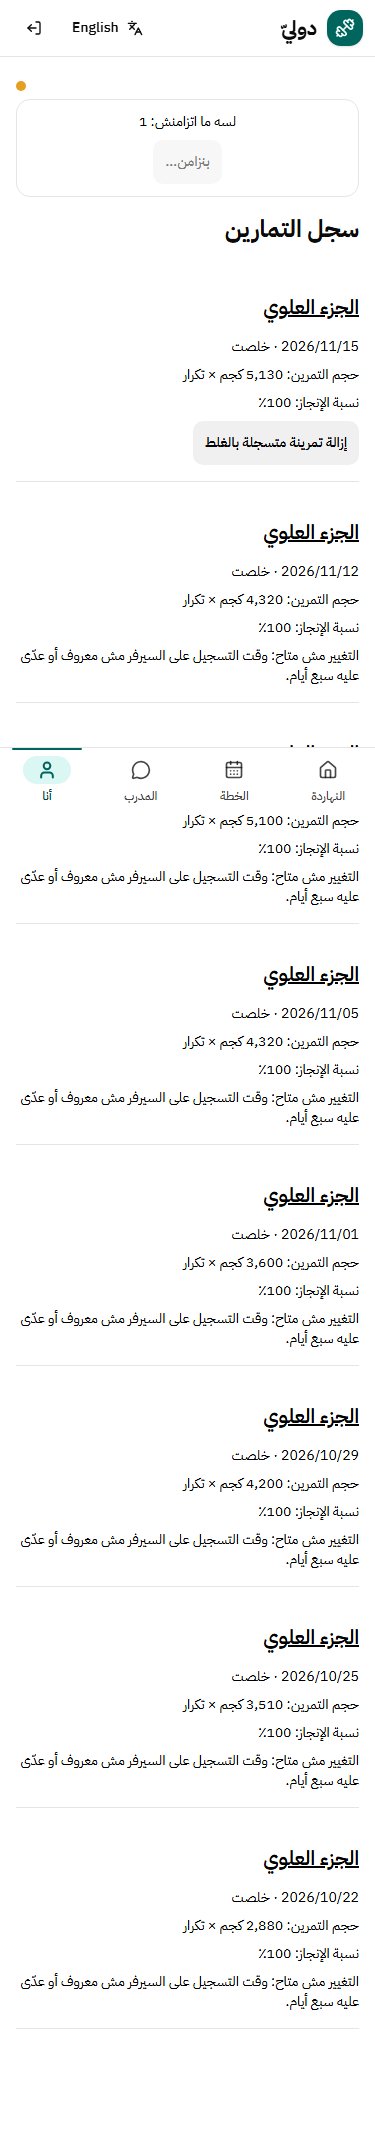 دوليّ
English
لسه ما اتزامنش: 1
بنزامن...
سجل التمارين
الجزء العلوي
2026/11/15 · خلصت
حجم التمرين: 5,130 كجم × تكرار
نسبة الإنجاز: 100٪
إزالة تمرينة متسجلة بالغلط
الجزء العلوي
2026/11/12 · خلصت
حجم التمرين: 4,320 كجم × تكرار
نسبة الإنجاز: 100٪
التغيير مش متاح: وقت التسجيل على السيرفر مش معروف أو عدّى
عليه سبع أيام.
النهاردة
الخطة
المدرب
أنا
حجم التمرين: 5,100 كجم × تكرار
نسبة الإنجاز: 100٪
التغيير مش متاح: وقت التسجيل على السيرفر مش معروف أو عدّى
عليه سبع أيام.
الجزء العلوي
2026/11/05 · خلصت
حجم التمرين: 4,320 كجم × تكرار
نسبة الإنجاز: 100٪
التغيير مش متاح: وقت التسجيل على السيرفر مش معروف أو عدّى
عليه سبع أيام.
الجزء العلوي
2026/11/01 · خلصت
حجم التمرين: 3,600 كجم × تكرار
نسبة الإنجاز: 100٪
التغيير مش متاح: وقت التسجيل على السيرفر مش معروف أو عدّى
عليه سبع أيام.
الجزء العلوي
2026/10/29 · خلصت
حجم التمرين: 4,200 كجم × تكرار
نسبة الإنجاز: 100٪
التغيير مش متاح: وقت التسجيل على السيرفر مش معروف أو عدّى
عليه سبع أيام.
الجزء العلوي
2026/10/25 · خلصت
حجم التمرين: 3,510 كجم × تكرار
نسبة الإنجاز: 100٪
التغيير مش متاح: وقت التسجيل على السيرفر مش معروف أو عدّى
عليه سبع أيام.
الجزء العلوي
2026/10/22 · خلصت
حجم التمرين: 2,880 كجم × تكرار
نسبة الإنجاز: 100٪
التغيير مش متاح: وقت التسجيل على السيرفر مش معروف أو عدّى
عليه سبع أيام.